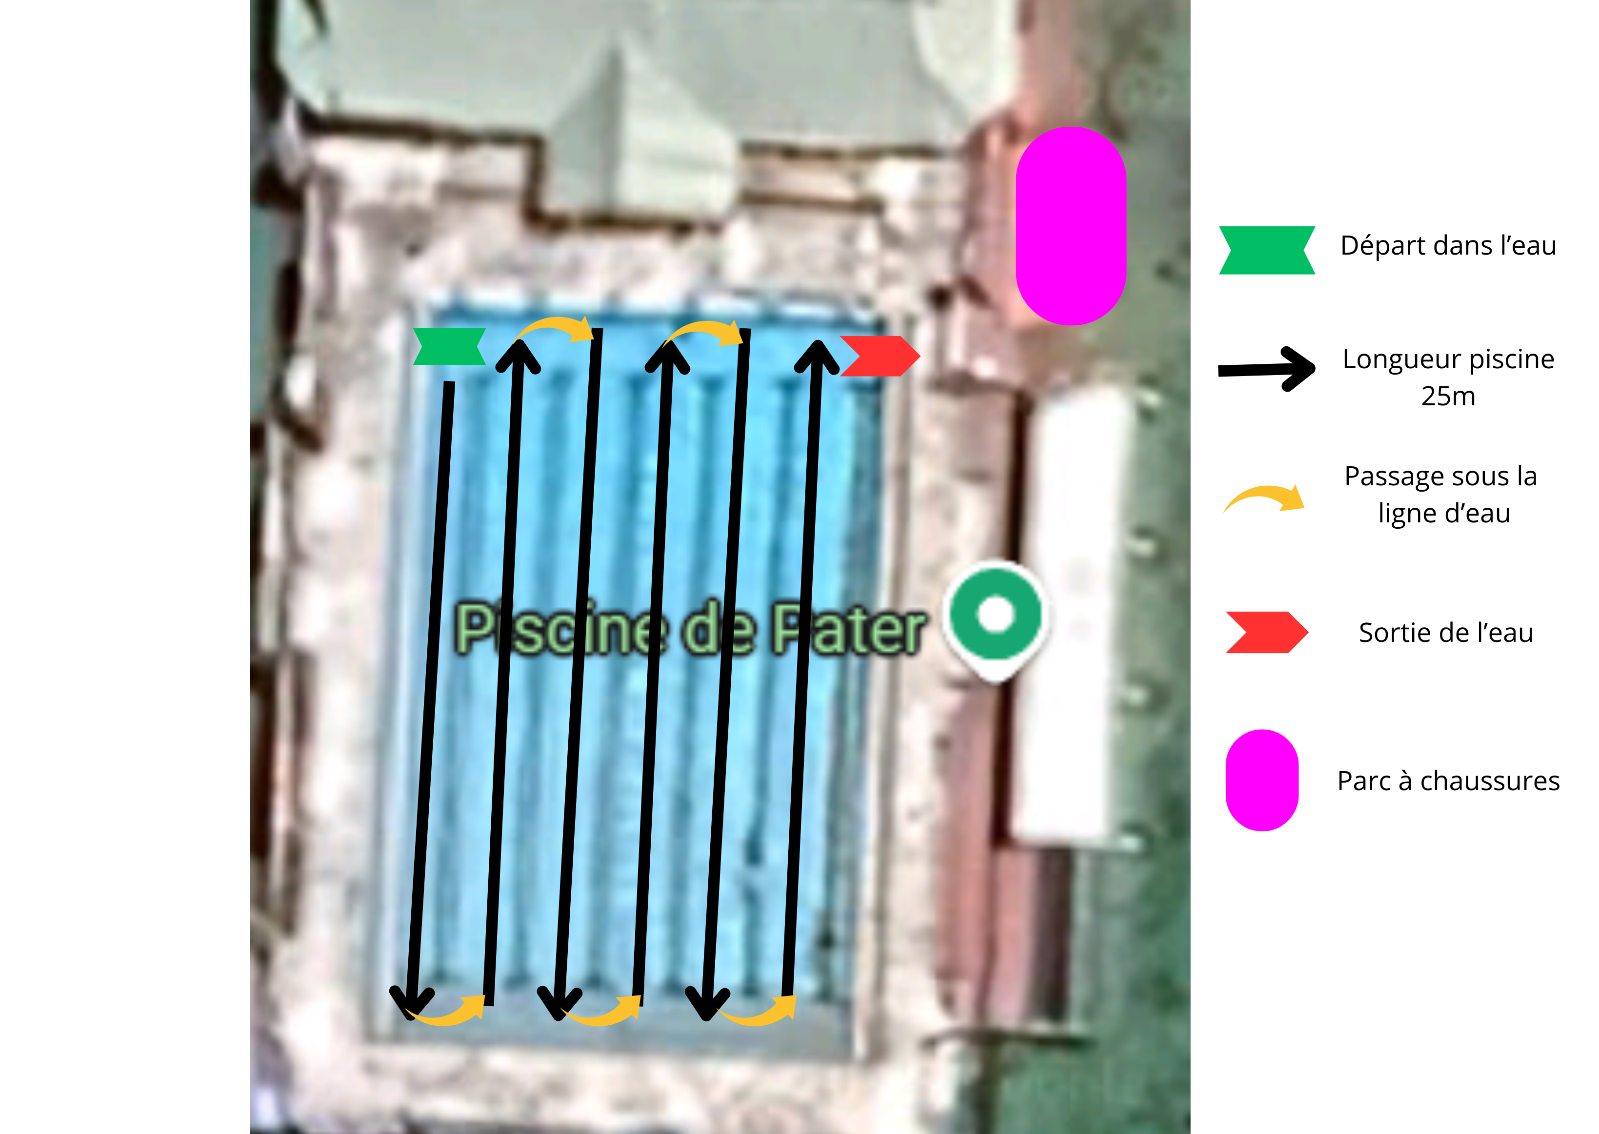 Départ dans l’eau
Longueur piscine
25m
Passage sous la
ligne d’eau
Piscine de Pater
Sortie de l’eau
Parc à chaussures